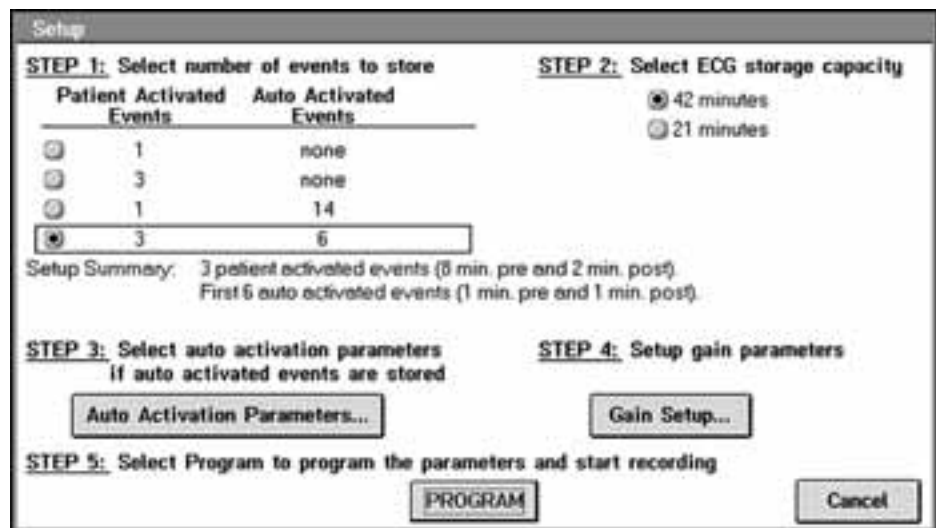 Setup
STEP 1: Select number of events to store
Patient Activated Events Auto Activated Events
1 none
3 none
1 14
3 6
Setup Summary: 3 patient activated events (8 min. pre and 2 min. post).
First 6 auto activated events (1 min. pre and 1 min. post).
STEP 2: Select ECG storage capacity
42 minutes
21 minutes
STEP 3: Select auto activation parameters
if auto activated events are stored
Auto Activation Parameters...
STEP 4: Setup gain parameters
Gain Setup...
STEP 5: Select Program to program the parameters and start recording
PROGRAM
Cancel